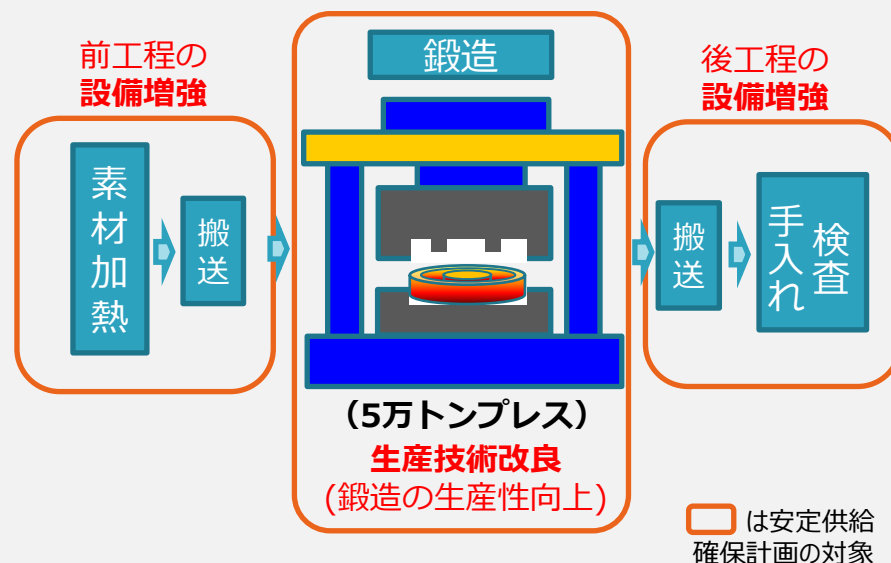 前工程の
設備増強
素材加熱
搬送
鍛造
(5万トンプレス)
生産技術改良
(鍛造の生産性向上)
後工程の
設備増強
搬送
検査
手入れ
は安定供給
確保計画の対象